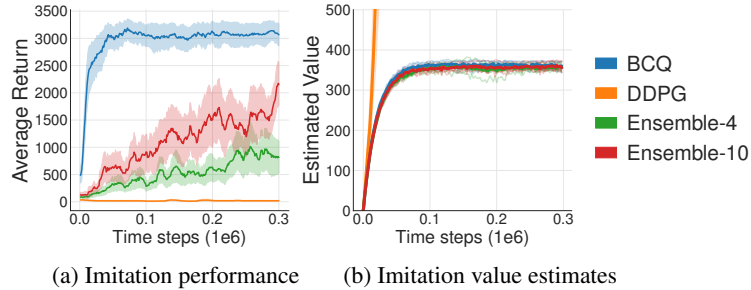 3500
3000
2500
2000
1500
1000
500
0
Average Return
0.0
0.1
0.2
0.3
Time steps (1e6)
(a) Imitation performance
500
400
300
200
100
0
Estimated Value
0.0
0.1
0.2
0.3
Time steps (1e6)
(b) Imitation value estimates
BCQ
DDPG
Ensemble-4
Ensemble-10